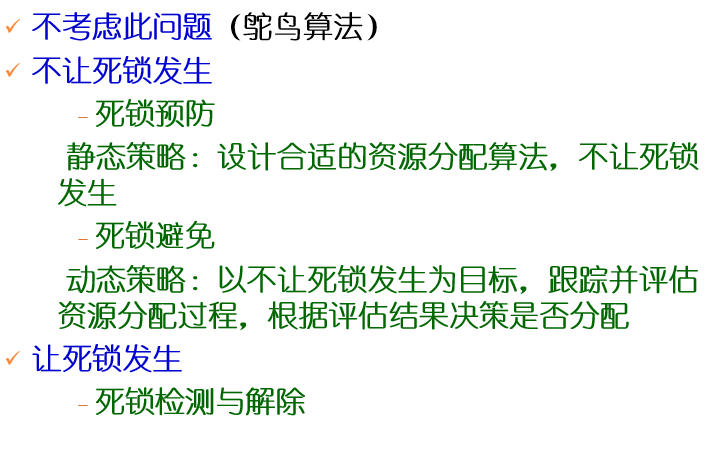 ✓ 不考虑此问题（鸵鸟算法）
✓ 不让死锁发生
– 死锁预防
静态策略：设计合适的资源分配算法，不让死锁
发生
– 死锁避免
动态策略：以不让死锁发生为目标，跟踪并评估
资源分配过程，根据评估结果决策是否分配
✓ 让死锁发生
– 死锁检测与解除